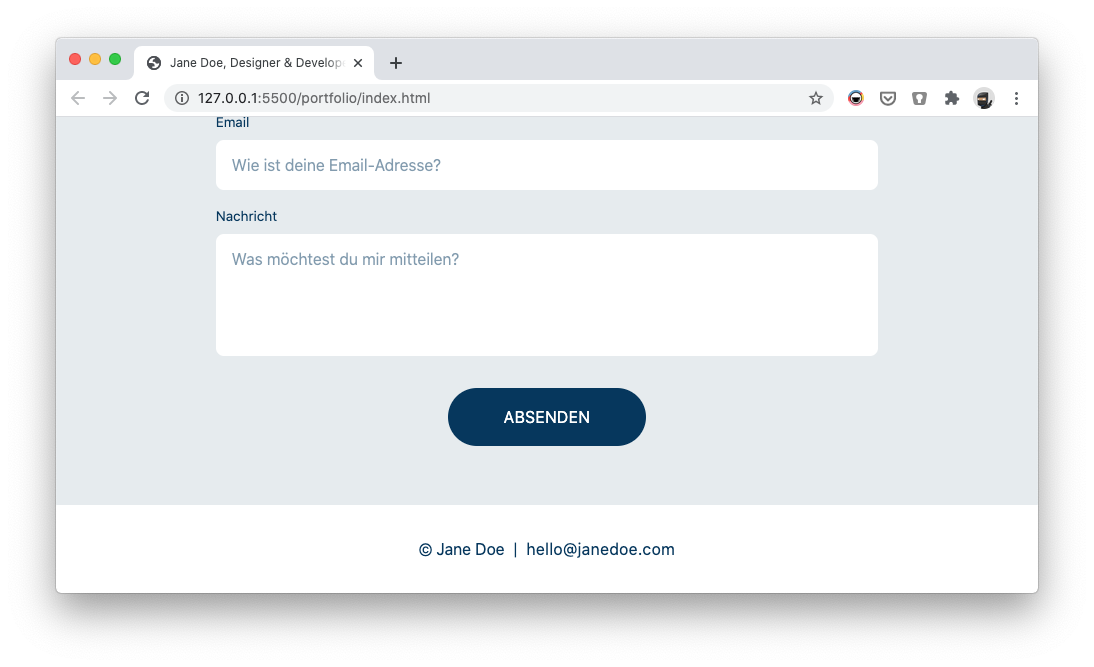 Jane Doe, Designer & Develope
127.0.0.1:5500/portfolio/index.html
Email
Wie ist deine Email-Adresse?
Nachricht
Was möchtest du mir mitteilen?
ABSENDEN
© Jane Doe | hello@janedoe.com